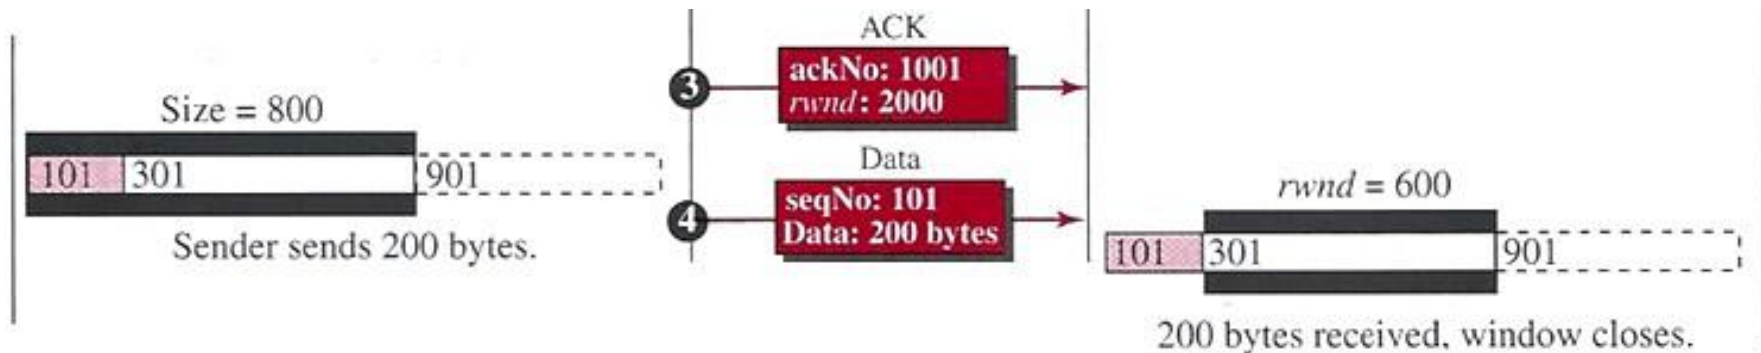 Size = 800
101 301 901
Sender sends 200 bytes.
ACK
3
ackNo: 1001
rwnd: 2000
Data
4
seqNo: 101
Data: 200 bytes
rwnd = 600
101 301 901
200 bytes received, window closes.